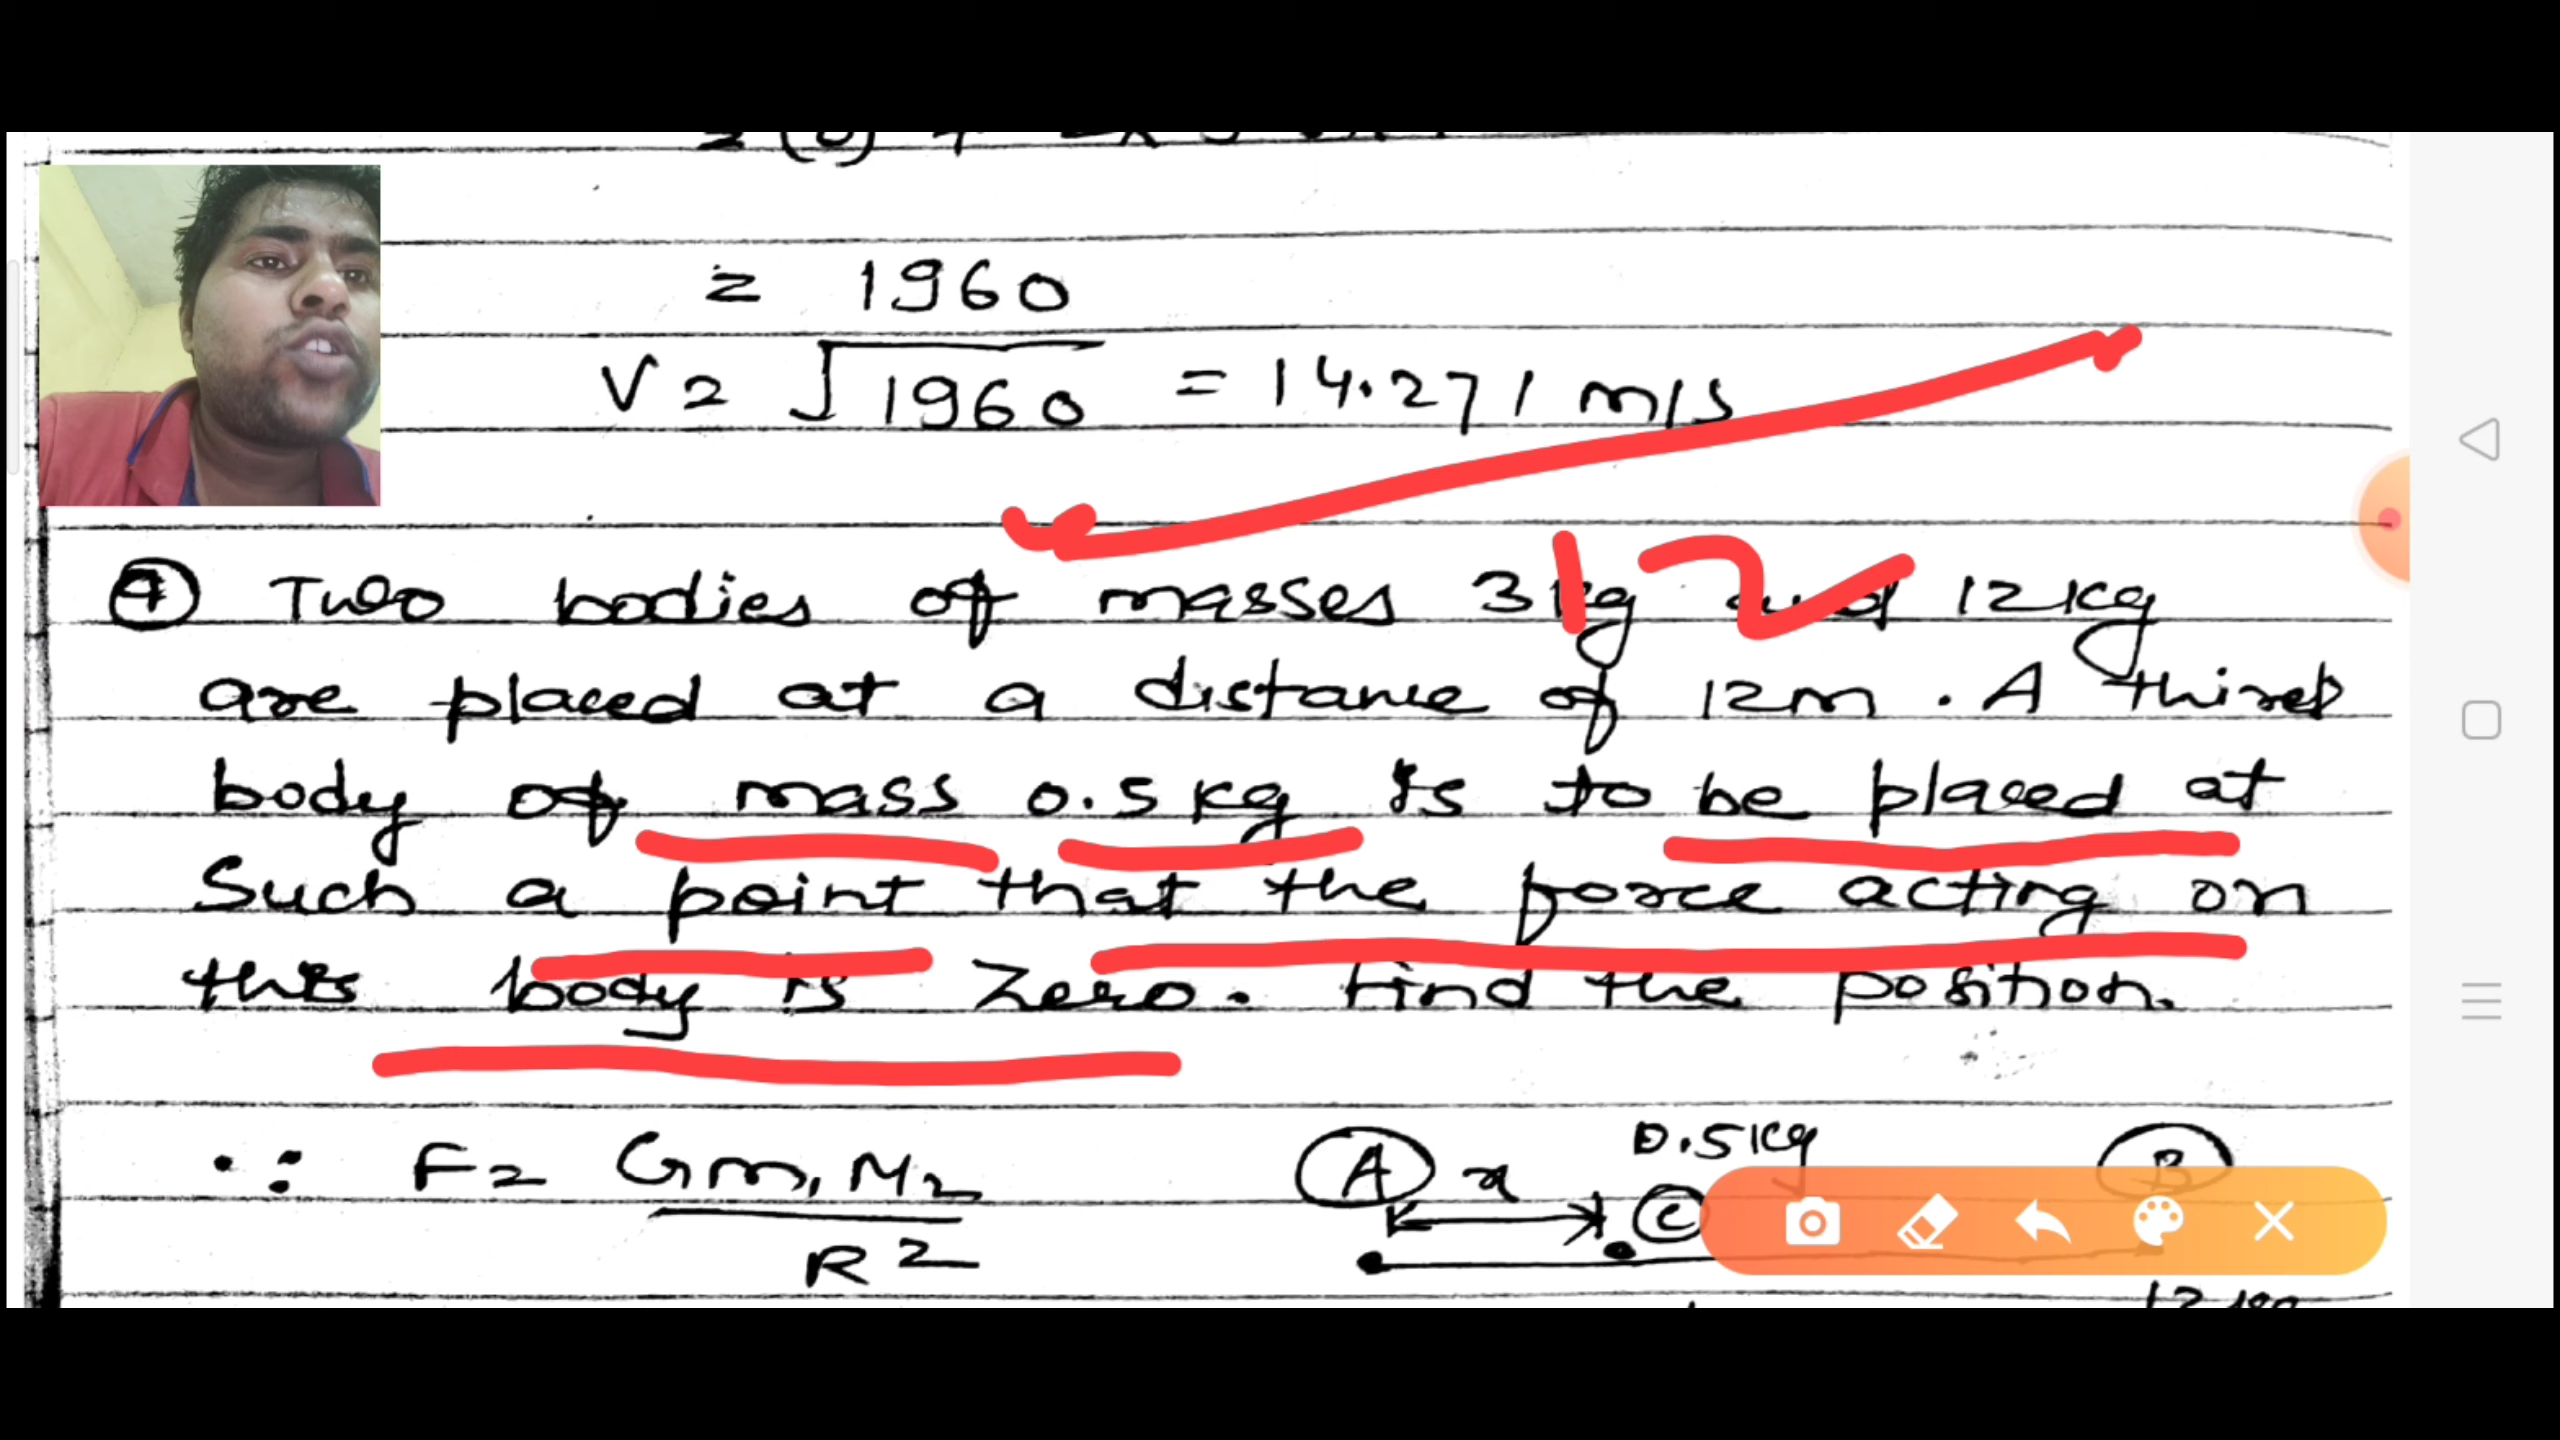 = 1960
V = √1960 = 14.271 m/s
④ Two bodies of masses 3kg and 12kg
are placed at a distance of 12m. A third
body of mass 0.5kg is to be placed at
Such a point that the force acting on
this body is Zero. find the position.
∵ F = Gm1M2 / R2
0.5kg
A x C B
12